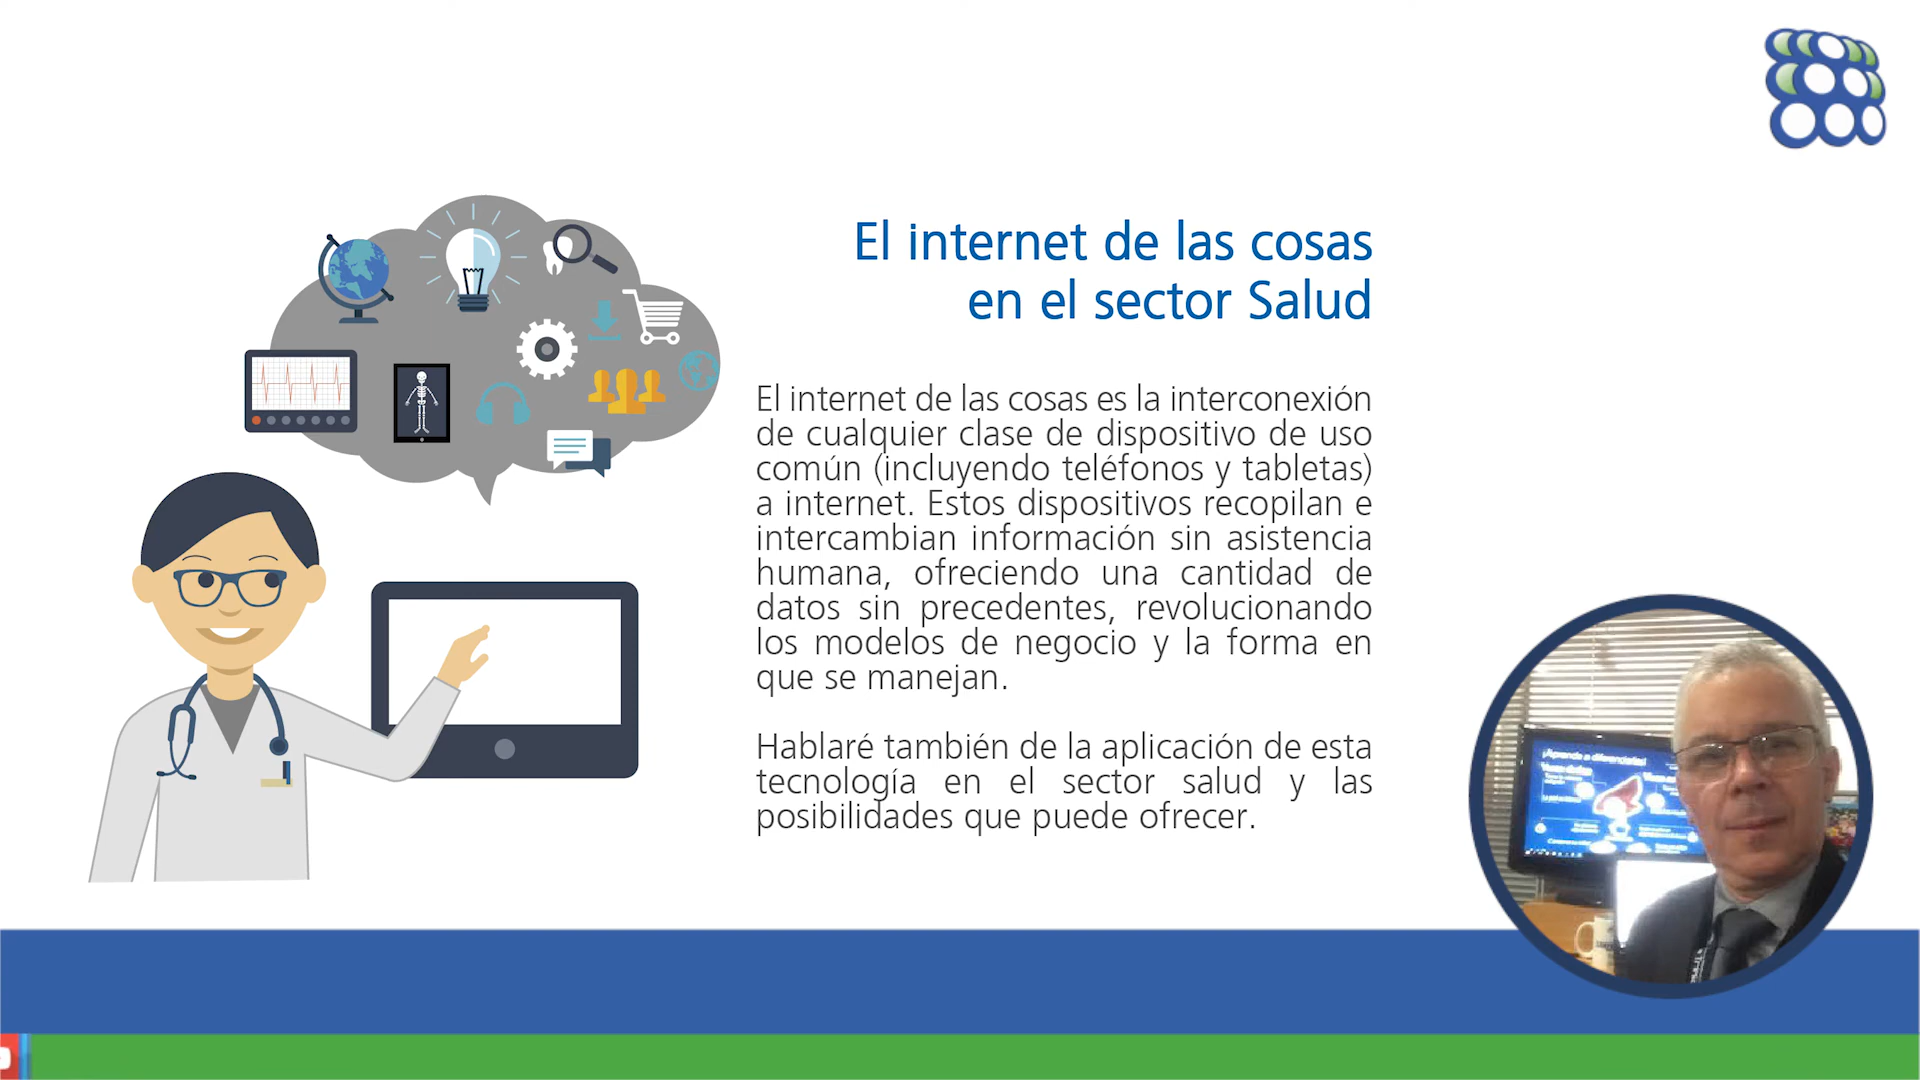 El internet de las cosas
en el sector Salud
El internet de las cosas es la interconexión
de cualquier clase de dispositivo de uso
común (incluyendo teléfonos y tabletas)
a internet. Estos dispositivos recopilan e
intercambian información sin asistencia
humana, ofreciendo una cantidad de
datos sin precedentes, revolucionando
los modelos de negocio y la forma en
que se manejan.
Hablaré también de la aplicación de esta
tecnología en el sector salud y las
posibilidades que puede ofrecer.
¡Aprende a diferenciarlas!